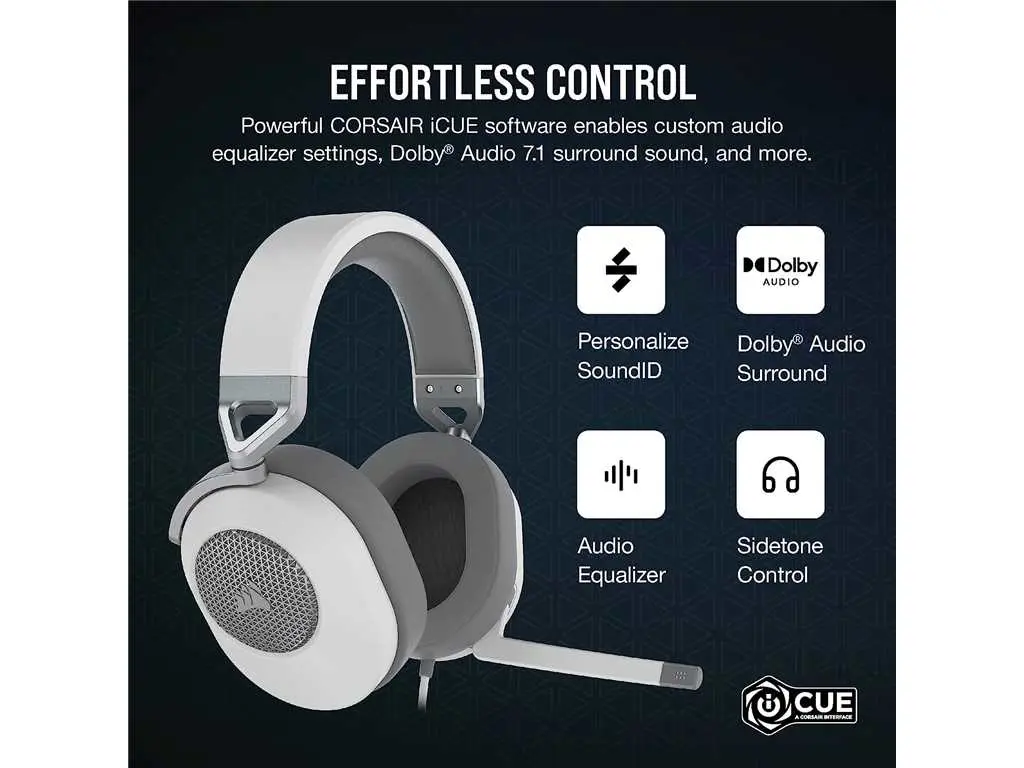 EFFORTLESS CONTROL
Powerful CORSAIR iCUE software enables custom audio
equalizer settings, Dolby® Audio 7.1 surround sound, and more.
Personalize
SoundID
Dolby
AUDIO
Dolby® Audio
Surround
Audio
Equalizer
Sidetone
Control
iCUE
A CORSAIR INTERFACE